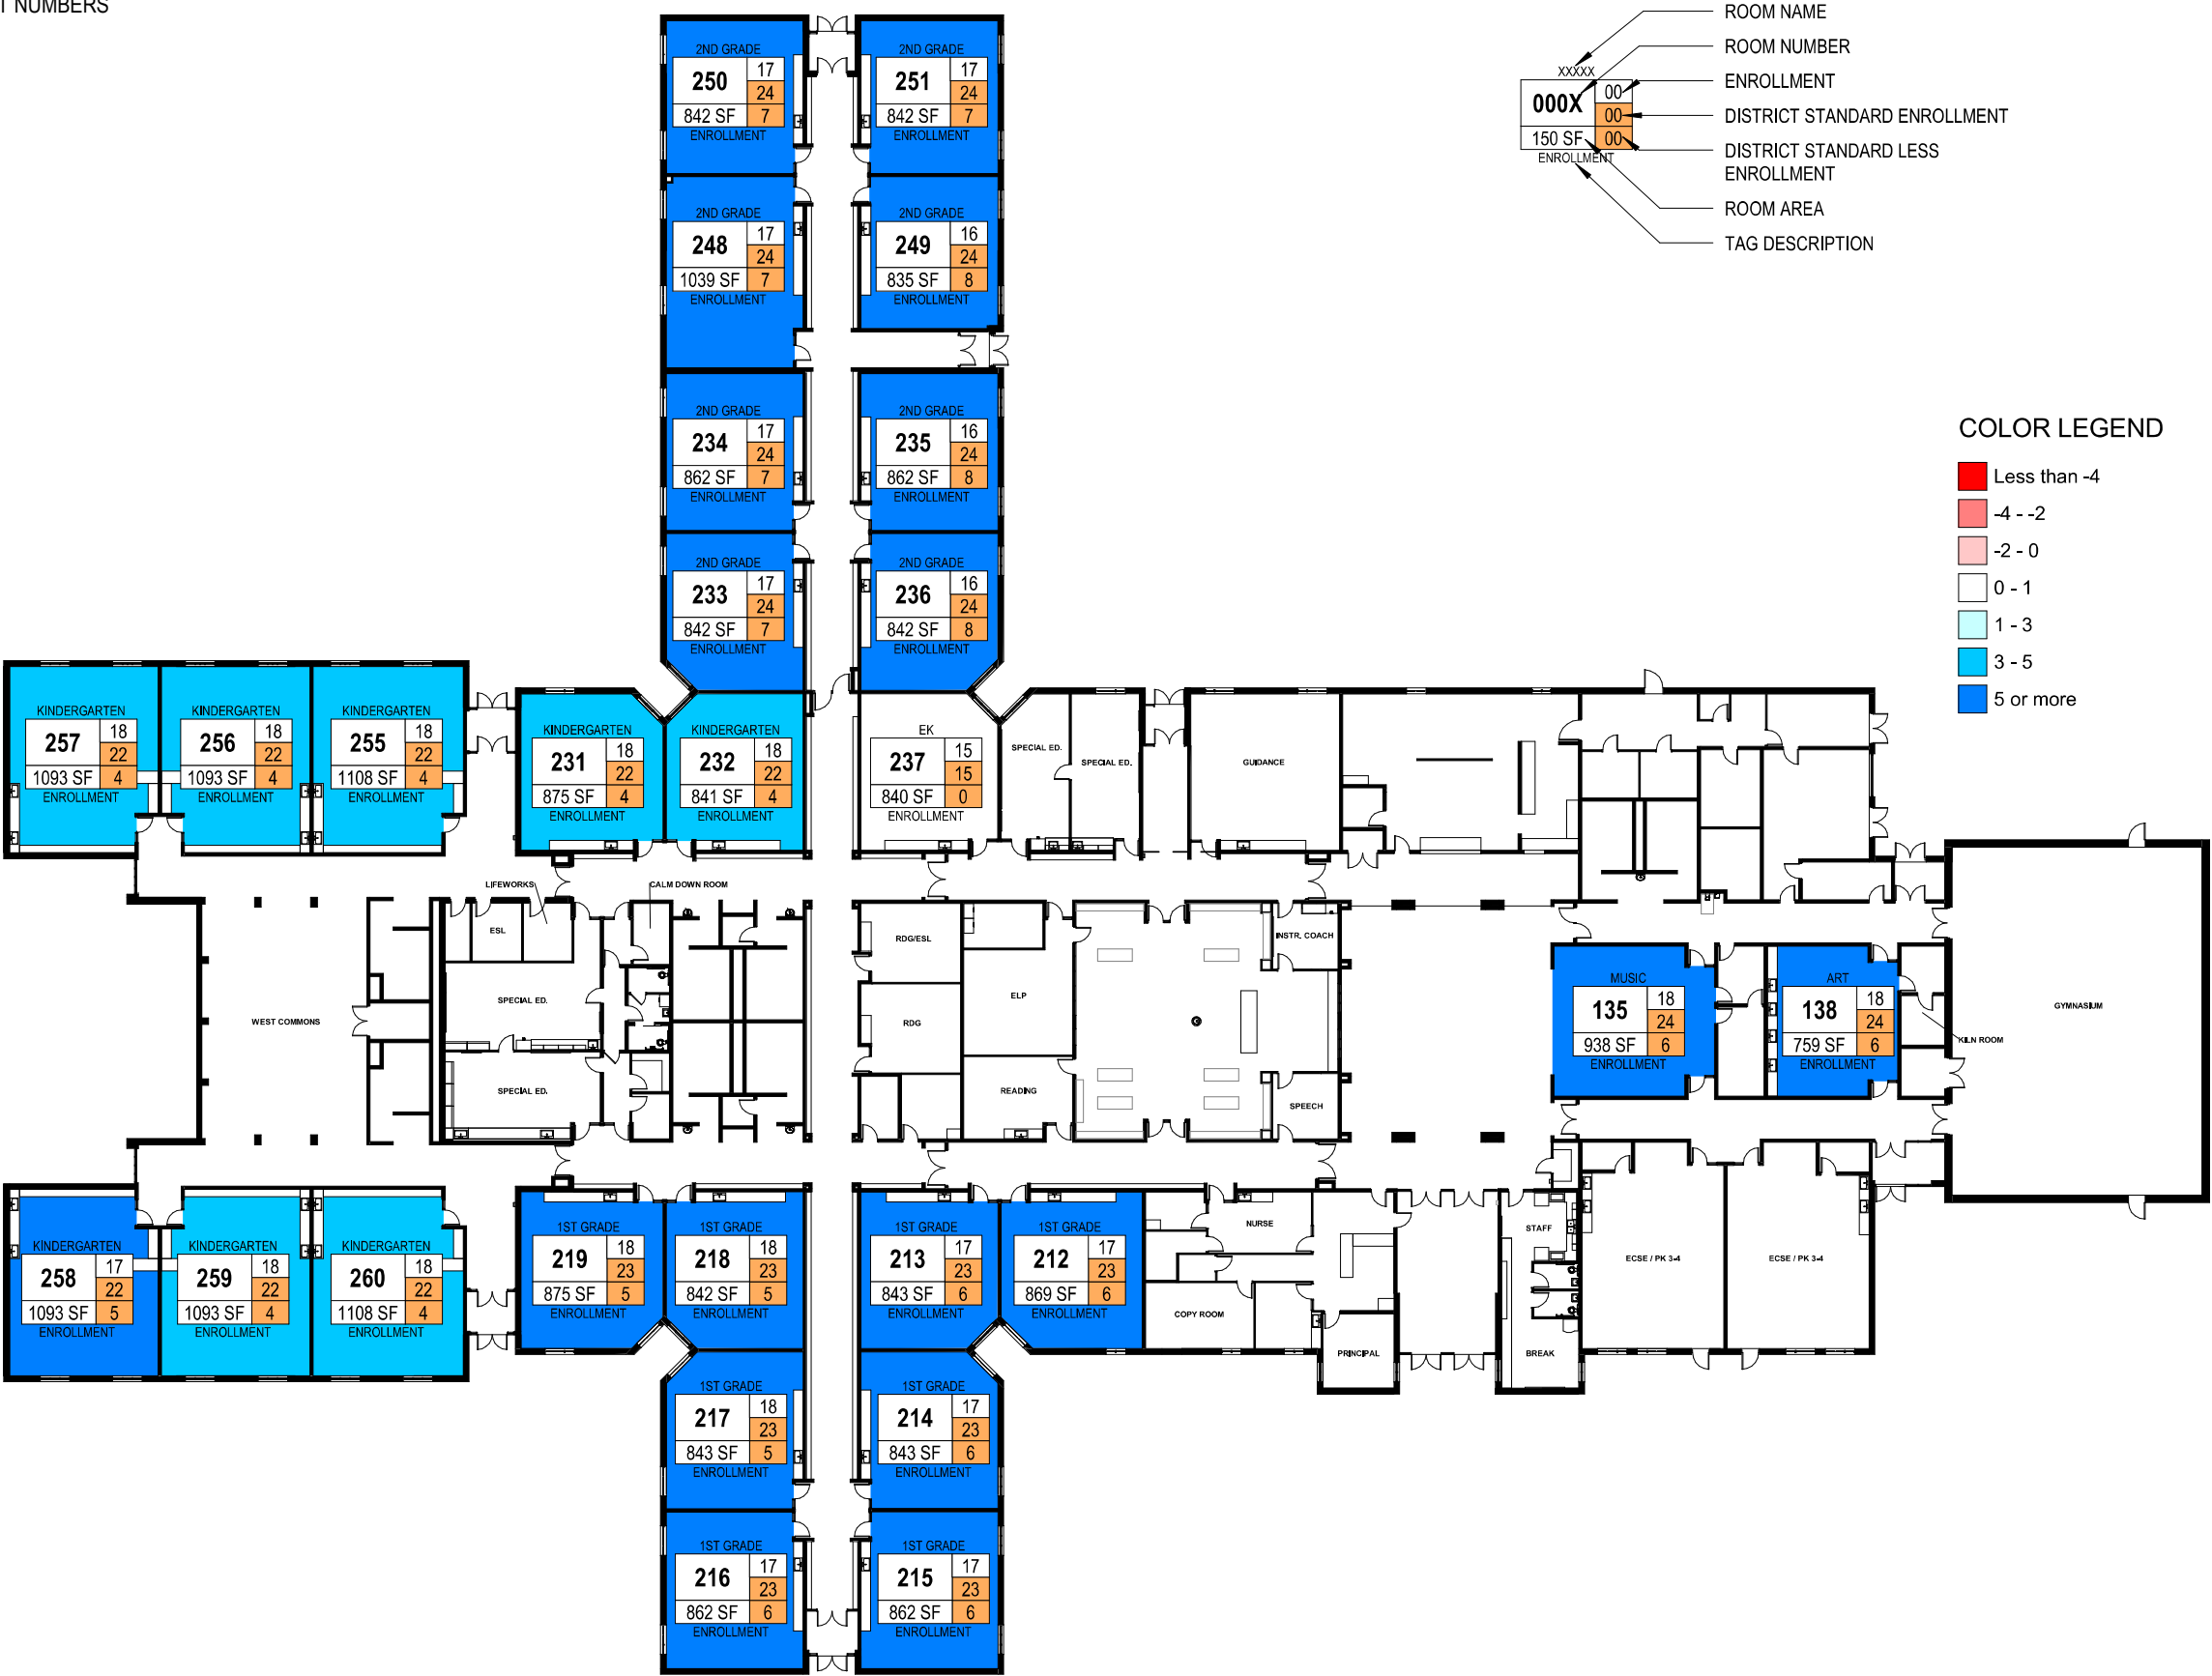 T NUMBERS
ROOM NAME
ROOM NUMBER
XXXXX
ENROLLMENT
000X 00
00
DISTRICT STANDARD ENROLLMENT
150 SF 00
DISTRICT STANDARD LESS
ENROLLMENT
ENROLLMENT
ROOM AREA
TAG DESCRIPTION
COLOR LEGEND
Less than -4
-4 - -2
-2 - 0
0 - 1
1 - 3
3 - 5
5 or more
2ND GRADE
250 17
24
842 SF 7
ENROLLMENT
2ND GRADE
251 17
24
842 SF 7
ENROLLMENT
2ND GRADE
248 17
24
1039 SF 7
ENROLLMENT
2ND GRADE
249 16
24
835 SF 8
ENROLLMENT
2ND GRADE
234 17
24
862 SF 7
ENROLLMENT
2ND GRADE
235 16
24
862 SF 8
ENROLLMENT
2ND GRADE
233 17
24
842 SF 7
ENROLLMENT
2ND GRADE
236 16
24
842 SF 8
ENROLLMENT
KINDERGARTEN
257 18
22
1093 SF 4
ENROLLMENT
KINDERGARTEN
256 18
22
1093 SF 4
ENROLLMENT
KINDERGARTEN
255 18
22
1108 SF 4
ENROLLMENT
KINDERGARTEN
231 18
22
875 SF 4
ENROLLMENT
KINDERGARTEN
232 18
22
841 SF 4
ENROLLMENT
EK
237 15
15
840 SF 0
ENROLLMENT
SPECIAL ED.
SPECIAL ED.
GUIDANCE
LIFEWORKS
CALM DOWN ROOM
ESL
RDG/ESL
INSTR. COACH
SPECIAL ED.
ELP
WEST COMMONS
RDG
MUSIC
135 18
24
938 SF 6
ENROLLMENT
ART
138 18
24
759 SF 6
ENROLLMENT
GYMNASIUM
KILN ROOM
SPECIAL ED.
READING
SPEECH
KINDERGARTEN
258 17
22
1093 SF 5
ENROLLMENT
KINDERGARTEN
259 18
22
1093 SF 4
ENROLLMENT
KINDERGARTEN
260 18
22
1108 SF 4
ENROLLMENT
1ST GRADE
219 18
23
875 SF 5
ENROLLMENT
1ST GRADE
218 18
23
842 SF 5
ENROLLMENT
1ST GRADE
213 17
23
843 SF 6
ENROLLMENT
1ST GRADE
212 17
23
869 SF 6
ENROLLMENT
NURSE
STAFF
ECSE / PK 3-4
ECSE / PK 3-4
COPY ROOM
PRINCIPAL
BREAK
1ST GRADE
217 18
23
843 SF 5
ENROLLMENT
1ST GRADE
214 17
23
843 SF 6
ENROLLMENT
1ST GRADE
216 17
23
862 SF 6
ENROLLMENT
1ST GRADE
215 17
23
862 SF 6
ENROLLMENT